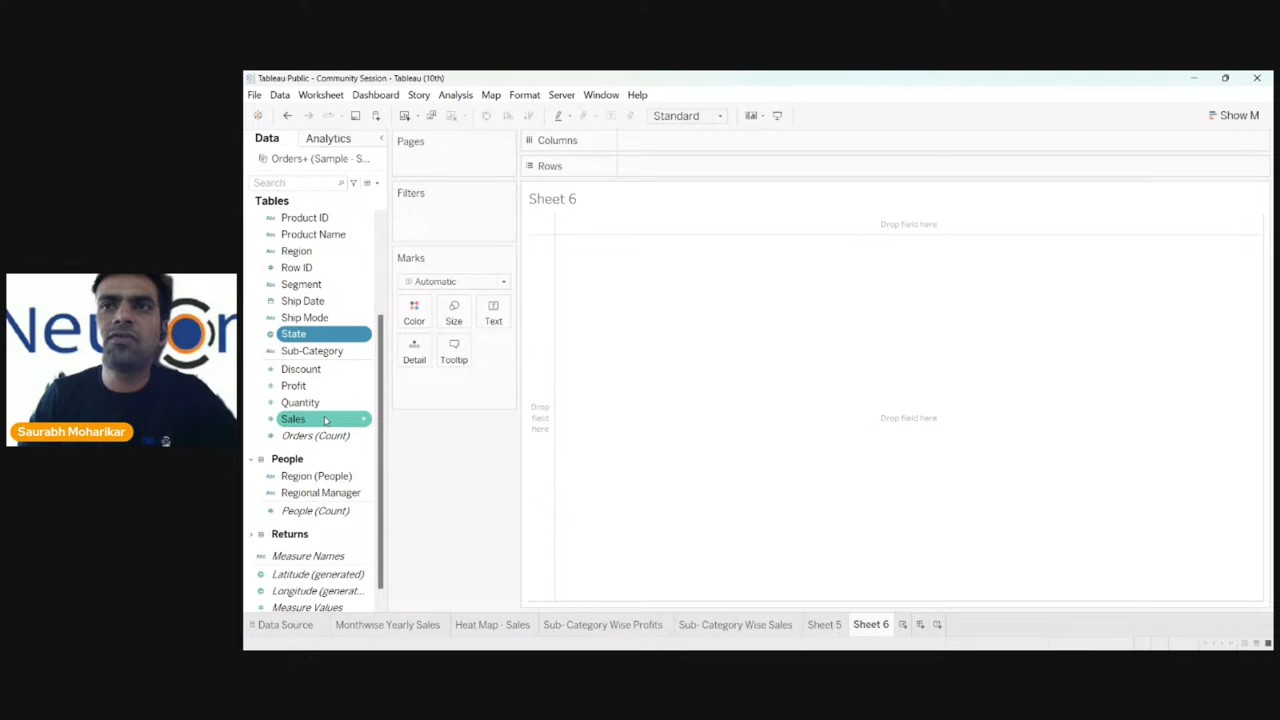 Tableau Public - Community Session - Tableau (10th)
File Data Worksheet Dashboard Story Analysis Map Format Server Window Help
Standard
Show M
Data Analytics
Orders+ (Sample - S...
Search
Tables
Product ID
Product Name
Region
Row ID
Segment
Ship Date
Ship Mode
State
Sub-Category
Discount
Profit
Quantity
Sales
Orders (Count)
People
Region (People)
Regional Manager
People (Count)
Returns
Measure Names
Latitude (generated)
Longitude (generat...
Measure Values
Pages
Filters
Marks
Automatic
Color Size Text
Detail Tooltip
Columns
Rows
Sheet 6
Drop field here
Drop
field
here
Drop field here
Data Source Monthwise Yearly Sales Heat Map - Sales Sub- Category Wise Profits Sub- Category Wise Sales Sheet 5 Sheet 6
Saurabh Moharikar